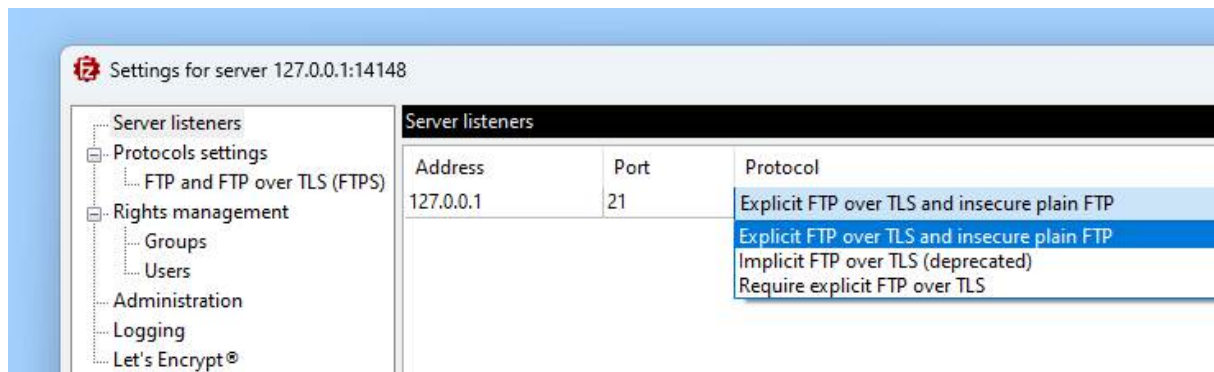 Settings for server 127.0.0.1:14148
Server listeners
Protocols settings
FTP and FTP over TLS (FTPS)
Rights management
Groups
Users
Administration
Logging
Let's Encrypt®
Server listeners
Address Port Protocol
127.0.0.1 21 Explicit FTP over TLS and insecure plain FTP
Explicit FTP over TLS and insecure plain FTP
Implicit FTP over TLS (deprecated)
Require explicit FTP over TLS